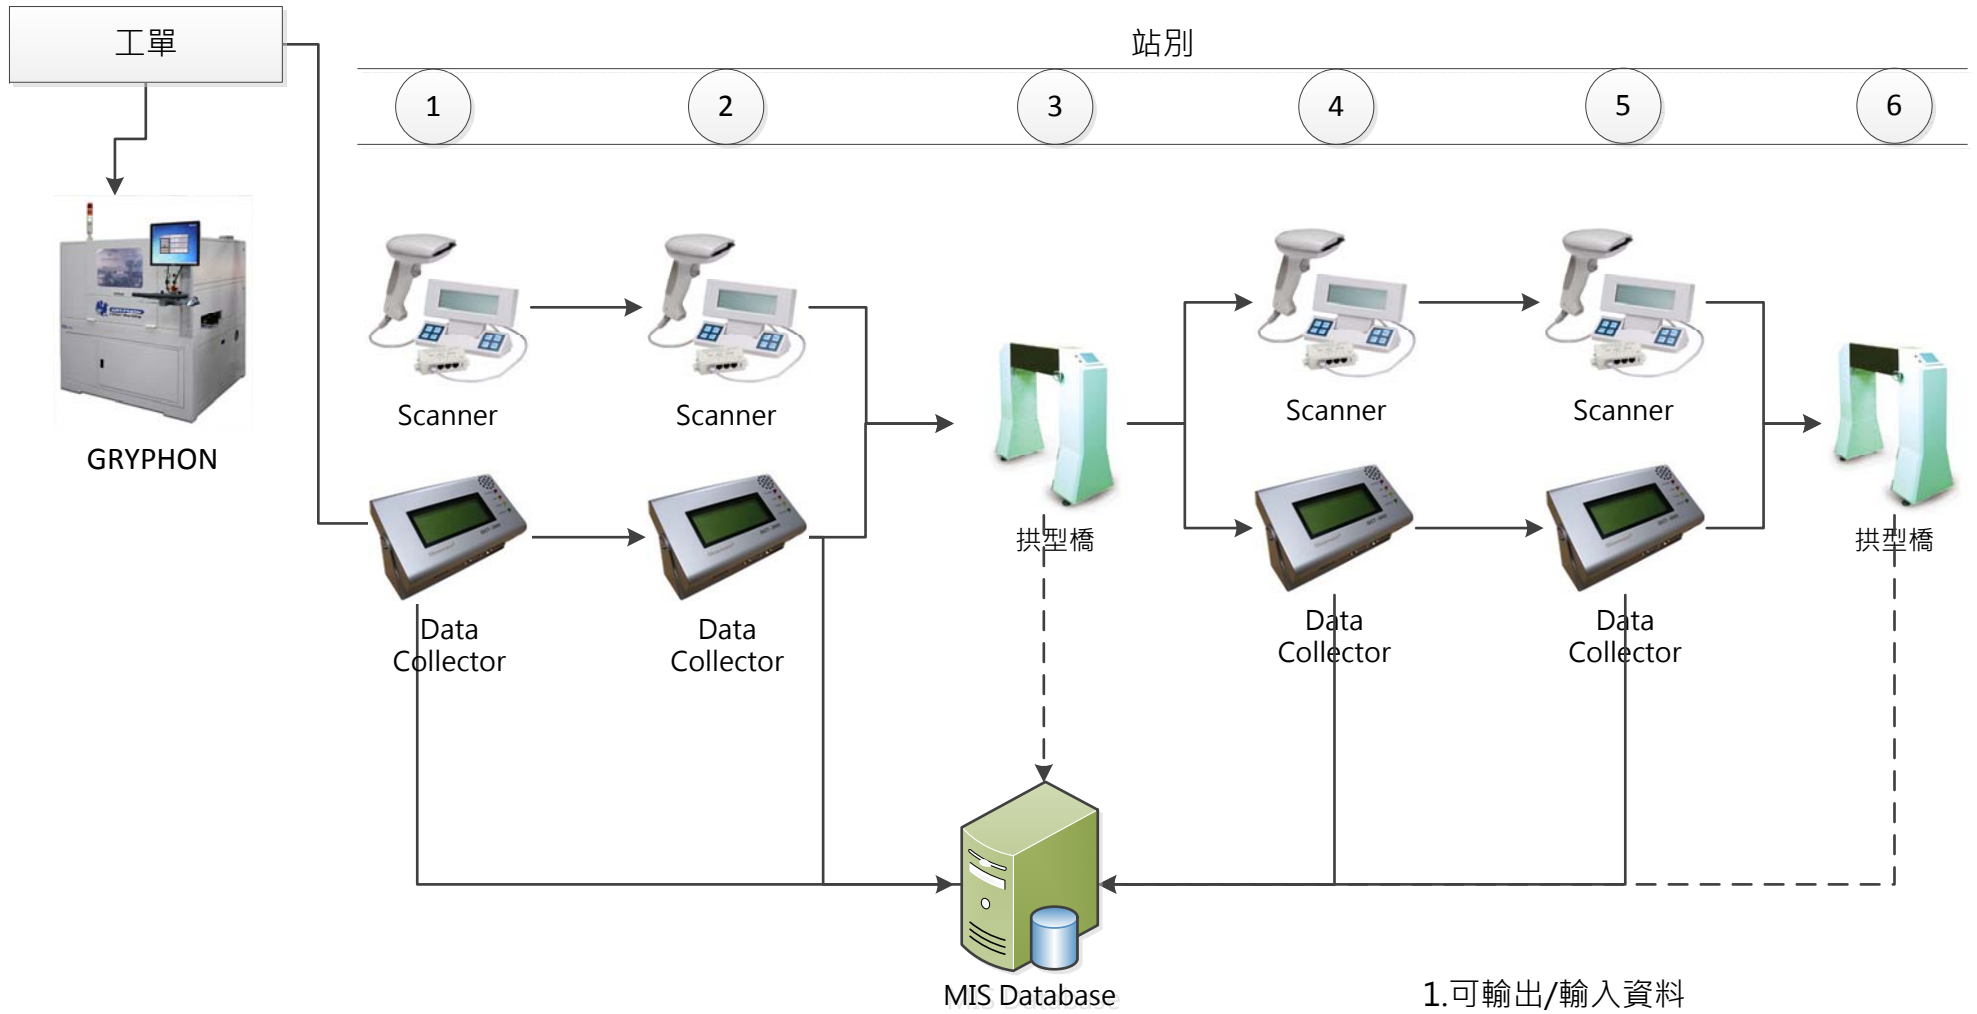 工單
站別
1
2
3
4
5
6
GRYPHON
Scanner
Scanner
Scanner
Scanner
拱型橋
拱型橋
Data
Collector
Data
Collector
Data
Collector
Data
Collector
MIS Database
1.可輸出/輸入資料